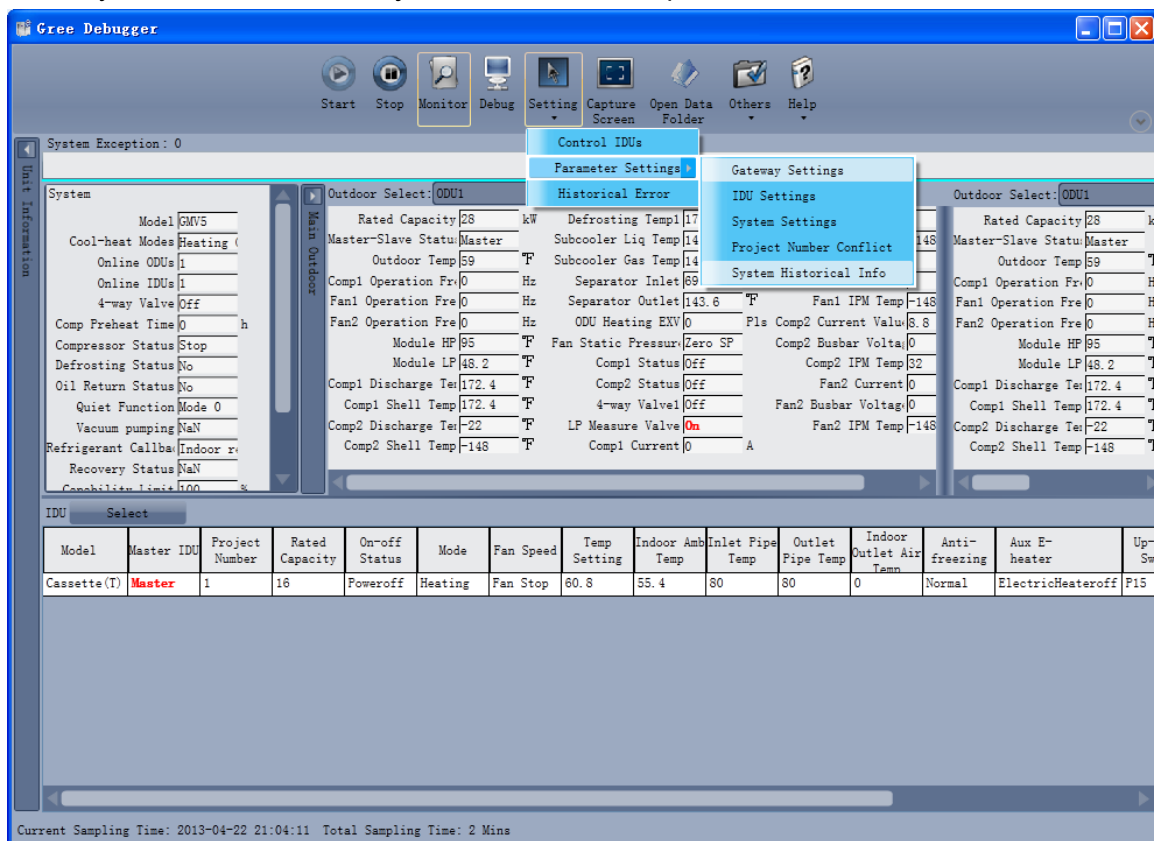 Gree Debugger
Start Stop Monitor Debug Setting Capture Screen Open Data Folder Others Help
System Exception: 0
Control IDUs
Parameter Settings
Historical Error
Gateway Settings
IDU Settings
System Settings
Project Number Conflict
System Historical Info
Unit Information
System
Model GMV5
Cool-heat Modes Heating (
Online ODUs 1
Online IDUs 1
4-way Valve Off
Comp Preheat Time 0 h
Compressor Status Stop
Defrosting Status No
Oil Return Status No
Quiet Function Mode 0
Vacuum pumping NaN
Refrigerant Callba Indoor r
Recovery Status NaN
Capability Limit 100 %
Main Outdoor
Outdoor Select: ODU1
Rated Capacity 28 kW
Master-Slave Statu Master
Outdoor Temp 59 °F
Comp1 Operation Fr 0 Hz
Fan1 Operation Fre 0 Hz
Fan2 Operation Fre 0 Hz
Module HP 95 °F
Module LP 48.2 °F
Comp1 Discharge Te 172.4 °F
Comp1 Shell Temp 172.4 °F
Comp2 Discharge Te -22 °F
Comp2 Shell Temp -148 °F
Defrosting Temp1 17
Subcooler Liq Temp 14
Subcooler Gas Temp 14
Separator Inlet 69
Separator Outlet 143.6 °F
ODU Heating EXV 0 Pls
Fan Static Pressur Zero SP
Comp1 Status Off
Comp2 Status Off
4-way Valve1 Off
LP Measure Valve On
Comp1 Current 0 A
148
Fan1 IPM Temp -148
Comp2 Current Valu 8.8
Comp2 Busbar Volta 0
Comp2 IPM Temp 32
Fan2 Current 0
Fan2 Busbar Voltag 0
Fan2 IPM Temp -148
Outdoor Select: ODU1
Rated Capacity 28 k
Master-Slave Statu Master
Outdoor Temp 59 °F
Comp1 Operation Fr 0 H
Fan1 Operation Fre 0 H
Fan2 Operation Fre 0 H
Module HP 95
Module LP 48.2
Comp1 Discharge Te 172.4
Comp1 Shell Temp 172.4
Comp2 Discharge Te -22
Comp2 Shell Temp -148
IDU Select
Model Master IDU Project Number Rated Capacity On-off Status Mode Fan Speed Temp Setting Indoor Amb Temp Inlet Pipe Temp Outlet Pipe Temp Indoor Outlet Air Temp Anti-freezing Aux E-heater Up- Sw
Cassette(T) Master 1 16 Poweroff Heating Fan Stop 60.8 55.4 80 80 0 Normal ElectricHeateroff P15
Current Sampling Time: 2013-04-22 21:04:11 Total Sampling Time: 2 Mins